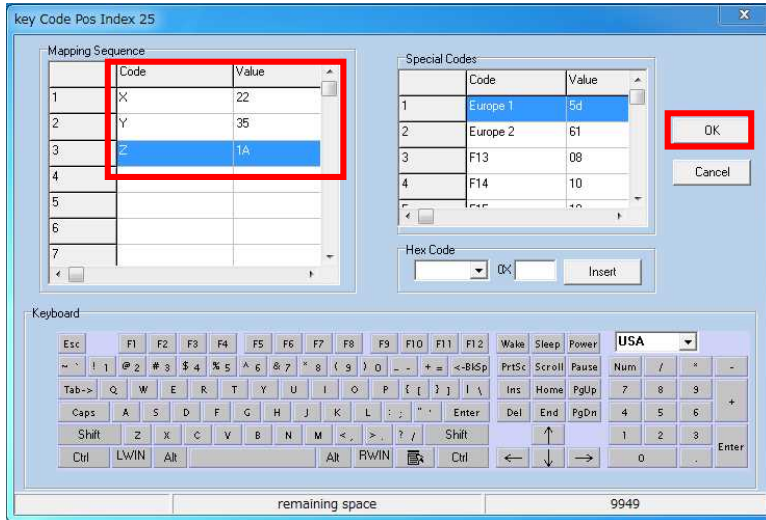 key Code Pos Index 25
x
Mapping Sequence
Code Value
1 X 22
2 Y 35
3 Z 1A
4
5
6
7
Special Codes
Code Value
1 Europe 1 5d
2 Europe 2 61
3 F13 08
4 F14 10
OK
Cancel
Hex Code
0X
Insert
Keyboard
Esc F1 F2 F3 F4 F5 F6 F7 F8 F9 F10 F11 F12 Wake Sleep Power USA
~ ` ! 1 @ 2 # 3 $ 4 % 5 ^ 6 & 7 * 8 ( 9 ) 0 _ - + = <-BkSp PrtSc Scroll Pause Num / * -
Tab-> Q W E R T Y U I O P { [ } ] | \ Ins Home PgUp 7 8 9 +
Caps A S D F G H J K L : ; " ' Enter Del End PgDn 4 5 6
Shift Z X C V B N M < , > . ? / Shift ↑ 1 2 3 Enter
Ctrl LWIN Alt Alt RWIN Ctrl ← ↓ → 0 .
remaining space 9949